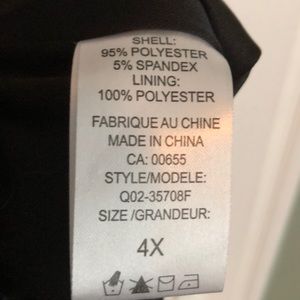 SHELL:
95% POLYESTER
5% SPANDEX
LINING:
100% POLYESTER
FABRIQUE AU CHINE
MADE IN CHINA
CA: 00655
STYLE/MODELE:
Q02-35708F
SIZE /GRANDEUR:
4X